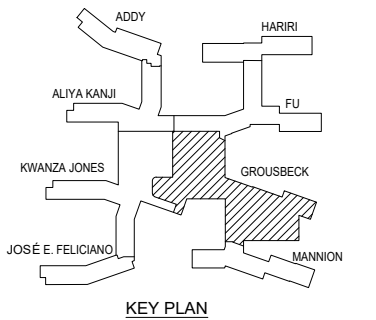 ADDY
HARIRI
ALIYA KANJI
FU
KWANZA JONES
GROUSBECK
JOSÉ E. FELICIANO
MANNION
KEY PLAN